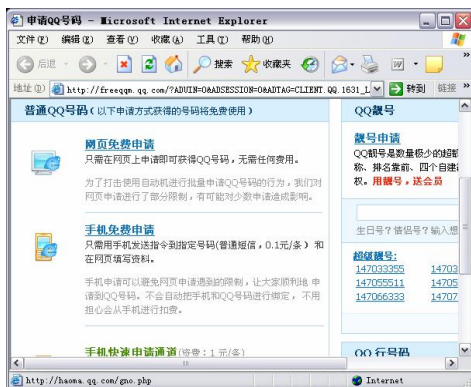 申请QQ号码 - Microsoft Internet Explorer
文件(F) 编辑(E) 查看(V) 收藏(A) 工具(T) 帮助(H)
后退 搜索 收藏夹
地址(D) http://freeqqm.qq.com/?ADUIN=0&ADSESSION=0&ADTAG=CLIENT.QQ.1631_L 转到 链接
普通QQ号码(以下申请方式获得的号码将免费使用)
网页免费申请
只需在网页上申请即可获得QQ号码，无需任何费用。
为了打击使用自动机进行批量申请QQ号码的行为，我们对
网页申请进行了部分限制，有可能对少数申请造成影响。
手机免费申请
只需用手机发送指令到指定号码(普通短信，0.1元/条) 和
在网页填写资料。
手机申请可以避免网页申请遇到的限制，让大家顺利地 申
请到QQ号码。不会自动把手机和QQ号码进行绑定，不用
担心会从手机进行扣费。
手机快速申请通道(资费：1 元/条)
QQ靓号
靓号申请
QQ靓号是数量极少的超靓
称、排名靠前、四个自建
权。用靓号，送会员
生日号？情侣号？输入想
超级靓号:
147033355 14703
147055511 14705
147066333 14707
QQ 行号码
http://haoma.qq.com/gno.php Internet